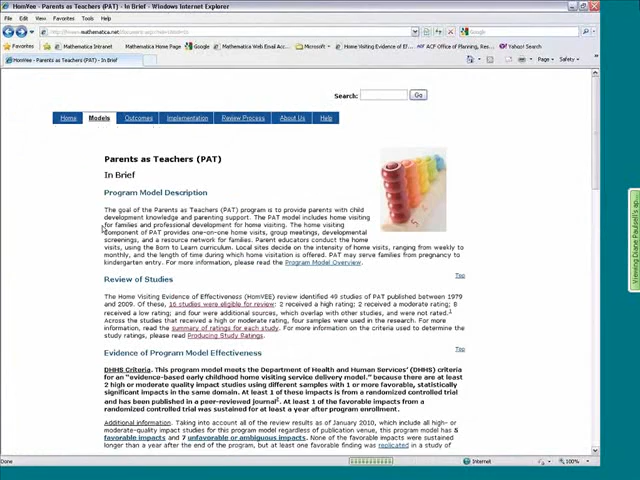 HomVee - Parents as Teachers (PAT) - In Brief - Windows Internet Explorer
File Edit View Favorites Tools Help
Favorites Mathematica Intranet Mathematica Home Page Mathematica Web Email Acc... Microsoft Home Visiting Evidence of Ef... ACF Office of Planning, Res... Yahoo! Search
HomVee - Parents as Teachers (PAT) - In Brief
Page Safety
Search: Go
Home Models Outcomes Implementation Review Process About Us Help
Parents as Teachers (PAT)
In Brief
Program Model Description
The goal of the Parents as Teachers (PAT) program is to provide parents with child
development knowledge and parenting support. The PAT model includes home visiting
for families and professional development for home visiting. The home visiting
component of PAT provides one-on-one home visits, group meetings, developmental
screenings, and a resource network for families. Parent educators conduct the home
visits, using the Born to Learn curriculum. Local sites decide on the intensity of home visits, ranging from weekly to
monthly, and the length of time during which home visitation is offered. PAT may serve families from pregnancy to
kindergarten entry. For more information, please read the Program Model Overview.
Top
Review of Studies
The Home Visiting Evidence of Effectiveness (HomVEE) review identified 49 studies of PAT published between 1979
and 2009. Of these, 16 studies were eligible for review: 2 received a high rating; 2 received a moderate rating; 8
received a low rating; and four were additional sources, which overlap with other studies, and were not rated.1
Across the studies that received a high or moderate rating, four samples were used in the research. For more
information, read the summary of ratings for each study. For more information on the criteria used to determine the
study ratings, please read Producing Study Ratings.
Top
Evidence of Program Model Effectiveness
DHHS Criteria. This program model meets the Department of Health and Human Services' (DHHS) criteria
for an "evidence-based early childhood home visiting service delivery model," because there are at least
2 high or moderate quality impact studies using different samples with 1 or more favorable, statistically
significant impacts in the same domain. At least 1 of these impacts is from a randomized controlled trial
and has been published in a peer-reviewed journal2. At least 1 of the favorable impacts from a
randomized controlled trial was sustained for at least a year after program enrollment.
Additional information. Taking into account all of the review results as of January 2010, which include all high- or
moderate-quality impact studies for this program model regardless of publication venue, this program model has 5
favorable impacts and 7 unfavorable or ambiguous impacts. None of the favorable impacts were sustained
longer than a year after the end of the program, but at least one favorable finding was replicated in a study of
Done Internet 100%
Viewing Diane Paulsell's ap...